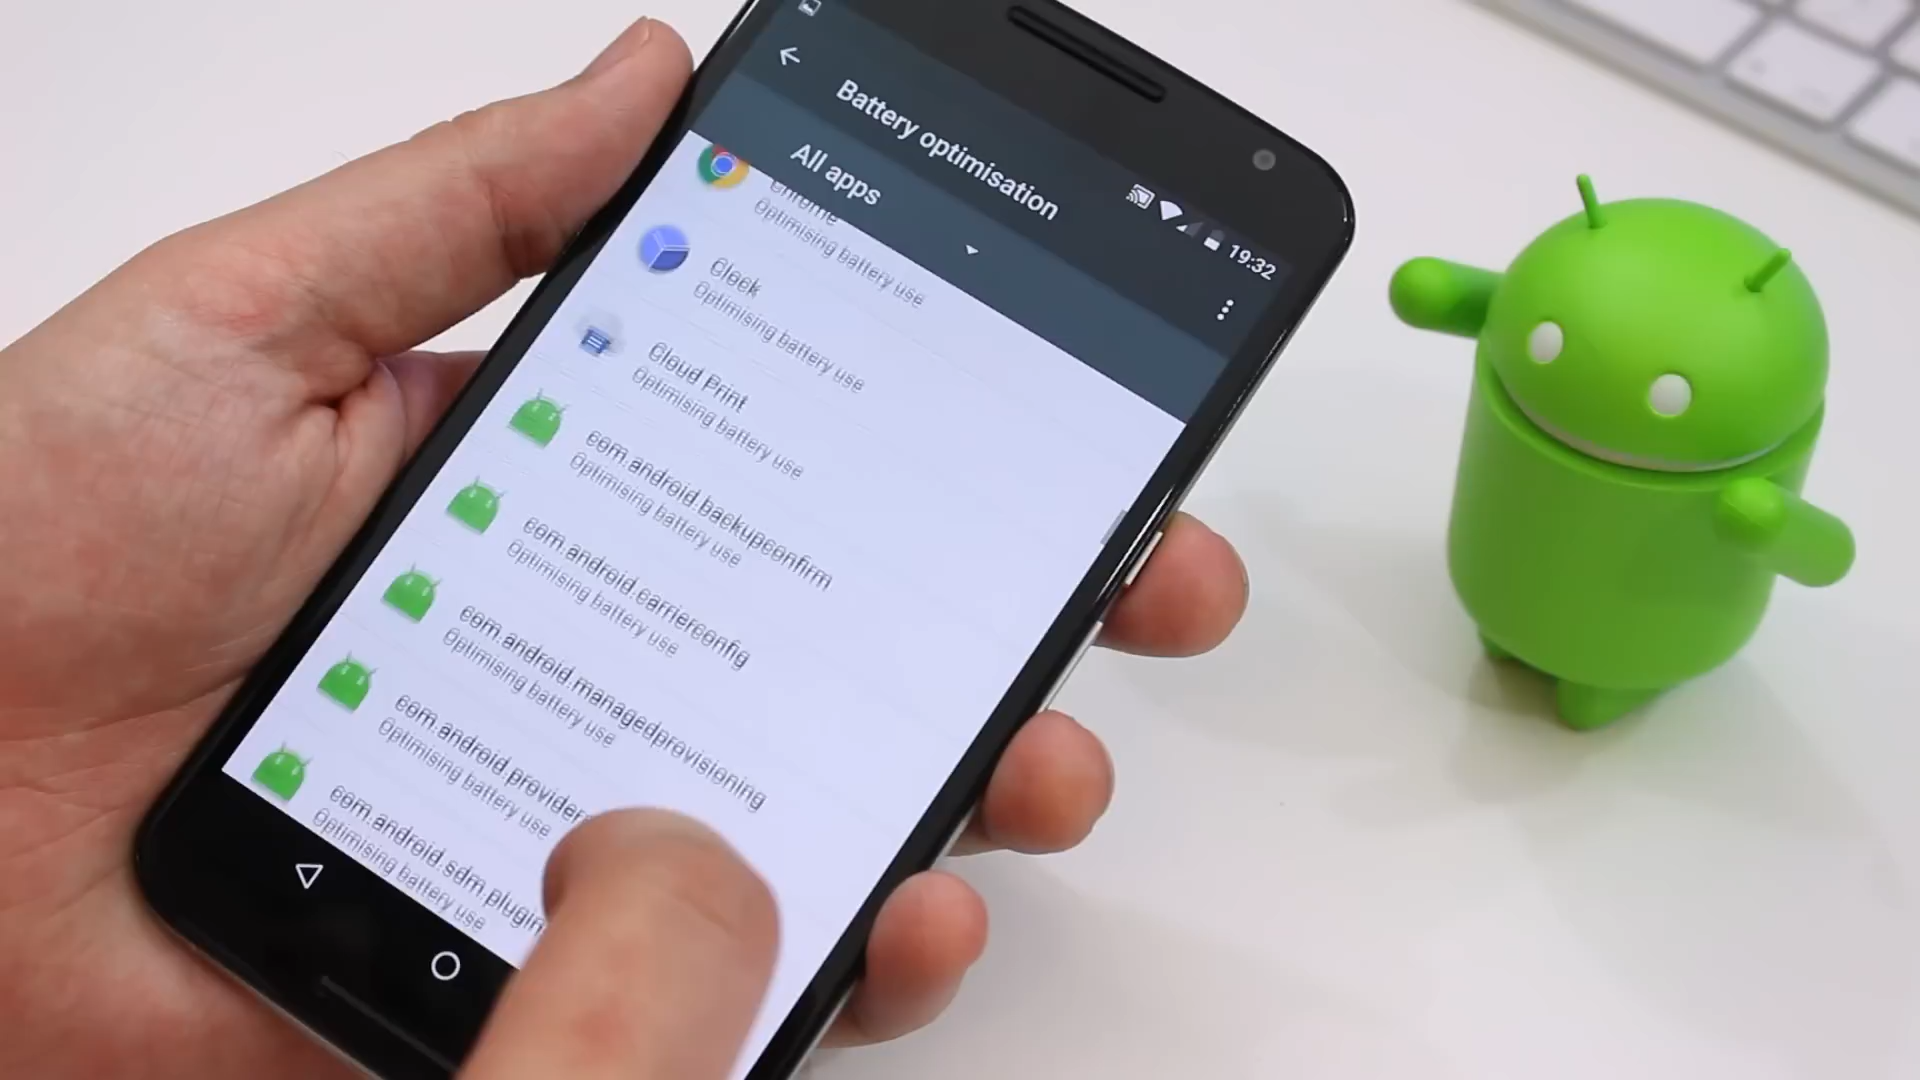 Battery optimisation
19:32
All apps
Chrome
Optimising battery use
Clock
Optimising battery use
Cloud Print
Optimising battery use
com.android.backupconfirm
Optimising battery use
com.android.carrierconfig
Optimising battery use
com.android.managedprovisioning
Optimising battery use
com.android.provider
Optimising battery use
com.android.sdm.plugin
Optimising battery use